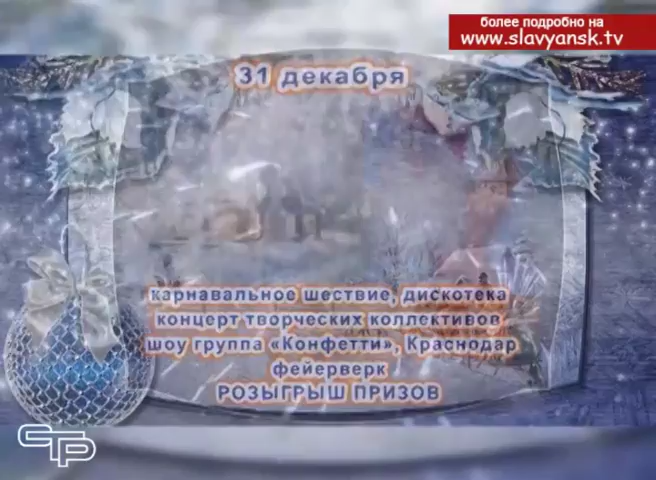 более подробно на
www.slavyansk.tv
31 декабря
карнавальное шествие, дискотека
концерт творческих коллективов
шоу группа «Конфетти», Краснодар
фейерверк
РОЗЫГРЫШ ПРИЗОВ
СТР